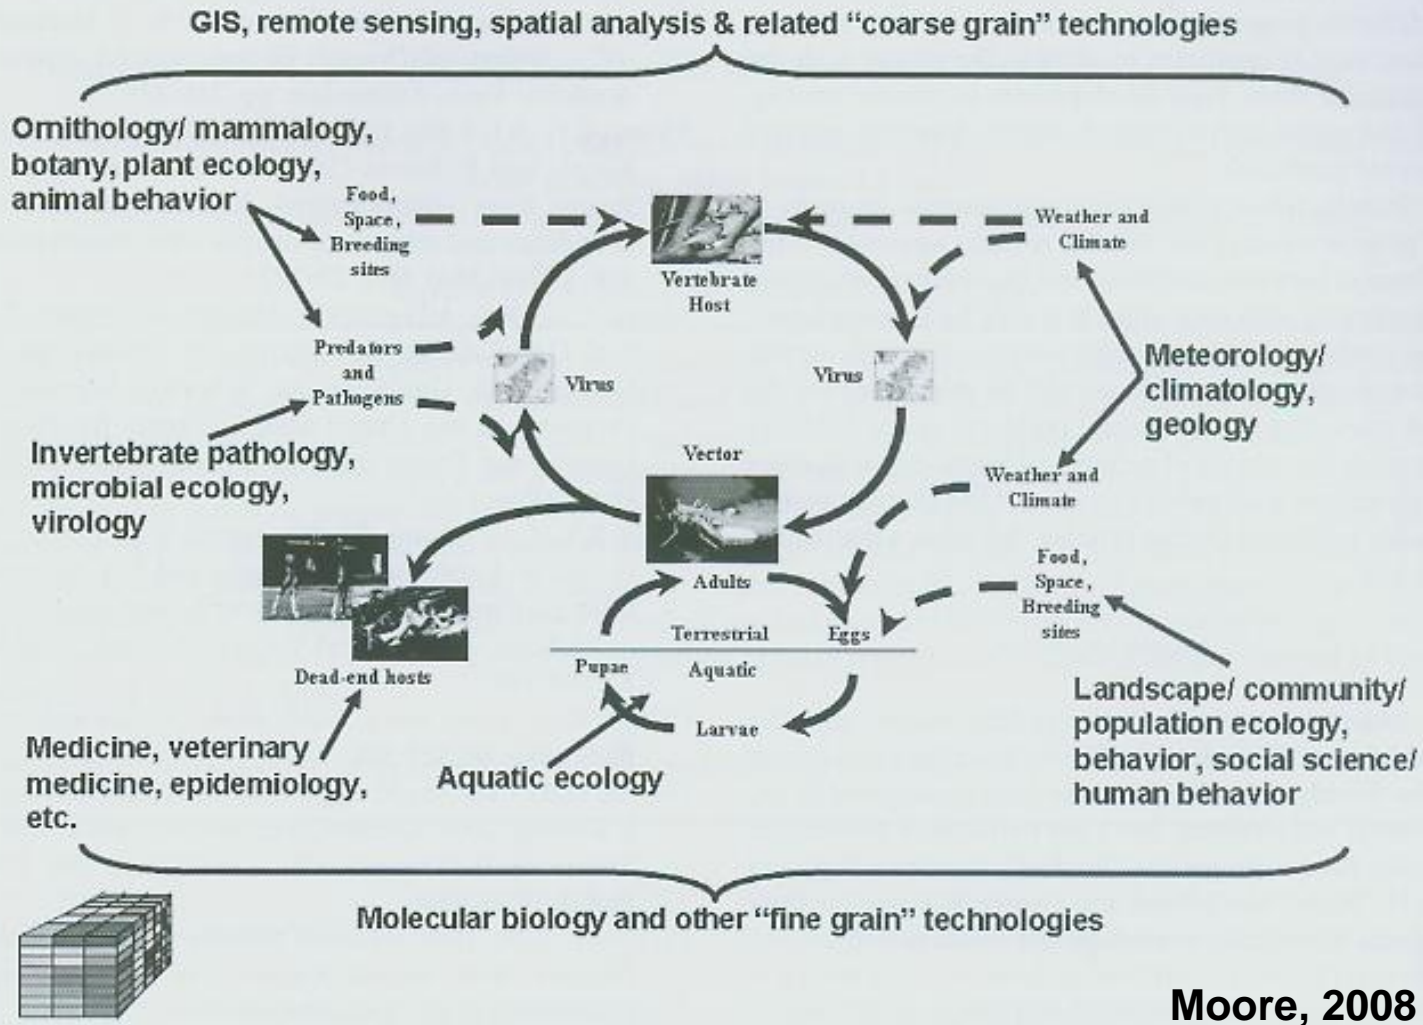 GIS, remote sensing, spatial analysis & related “coarse grain” technologies
Ornithology/ mammalogy,
botany, plant ecology,
animal behavior
Food,
Space,
Breeding
sites
Vertebrate
Host
Weather and
Climate
Predators
and
Pathogens
Virus
Virus
Meteorology/
climatology,
geology
Invertebrate pathology,
microbial ecology,
virology
Vector
Weather and
Climate
Adults
Food,
Space,
Breeding
sites
Terrestrial
Eggs
Pupae
Aquatic
Larvae
Dead-end hosts
Landscape/ community/
population ecology,
behavior, social science/
human behavior
Medicine, veterinary
medicine, epidemiology,
etc.
Aquatic ecology
Molecular biology and other “fine grain” technologies
Moore, 2008